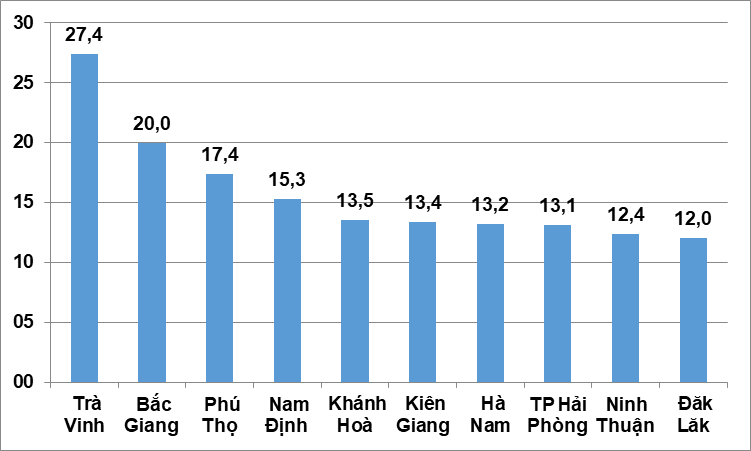 30
25
20
15
10
05
00
27,4
20,0
17,4
15,3
13,5
13,4
13,2
13,1
12,4
12,0
Trà
Vinh
Bắc
Giang
Phú
Thọ
Nam
Định
Khánh
Hoà
Kiên
Giang
Hà
Nam
TP Hải
Phòng
Ninh
Thuận
Đăk
Lăk